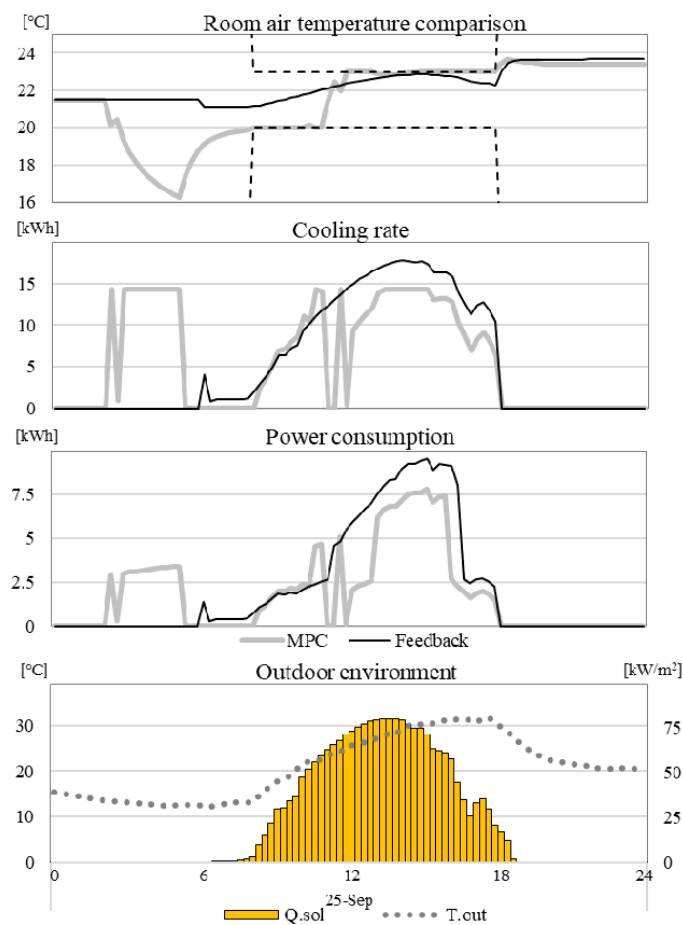 [°C] Room air temperature comparison
24
22
20
18
16
[kWh] Cooling rate
15
10
5
0
[kWh] Power consumption
7.5
5
2.5
0
MPC Feedback
[°C] Outdoor environment [kW/m²]
30 75
20 50
10 25
0 0
0 6 12 18 24
25-Sep
Q.sol T.out